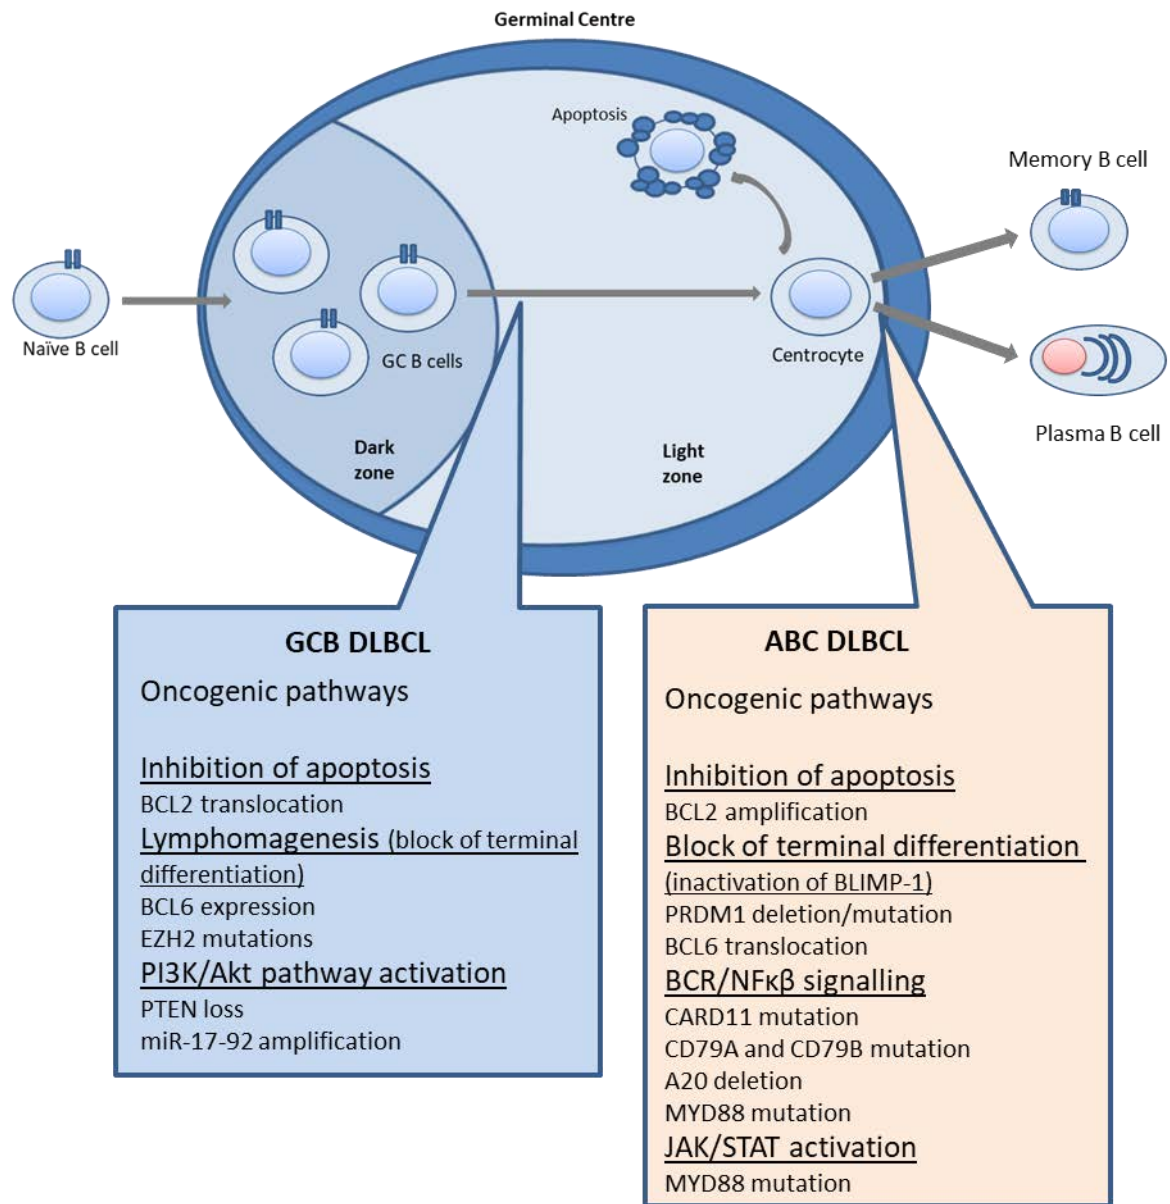 Germinal Centre
Apoptosis
Memory B cell
Naïve B cell
GC B cells
Centrocyte
Plasma B cell
Dark
zone
Light
zone
GCB DLBCL
Oncogenic pathways
Inhibition of apoptosis
BCL2 translocation
Lymphomagenesis (block of terminal
differentiation)
BCL6 expression
EZH2 mutations
PI3K/Akt pathway activation
PTEN loss
miR-17-92 amplification
ABC DLBCL
Oncogenic pathways
Inhibition of apoptosis
BCL2 amplification
Block of terminal differentiation
(inactivation of BLIMP-1)
PRDM1 deletion/mutation
BCL6 translocation
BCR/NFκβ signalling
CARD11 mutation
CD79A and CD79B mutation
A20 deletion
MYD88 mutation
JAK/STAT activation
MYD88 mutation